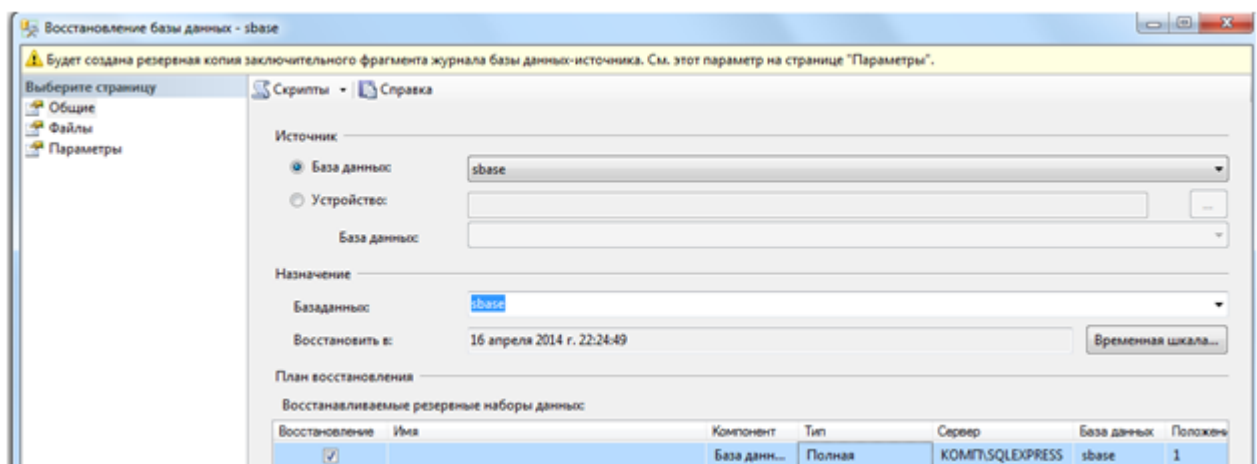 Восстановление базы данных - sbase
Будет создана резервная копия заключительного фрагмента журнала базы данных-источника. См. этот параметр на странице "Параметры".
Выберите страницу
Скрипты Справка
Общие
Файлы
Параметры
Источник
База данных: sbase
Устройство:
...
База данных:
Назначение
Базаданных: sbase
Восстановить в: 16 апреля 2014 г. 22:24:49 Временная шкала...
План восстановления
Восстанавливаемые резервные наборы данных:
Восстановление Имя Компонент Тип Сервер База данных Положени
База данн... Полная КОМП\SQLEXPRESS sbase 1